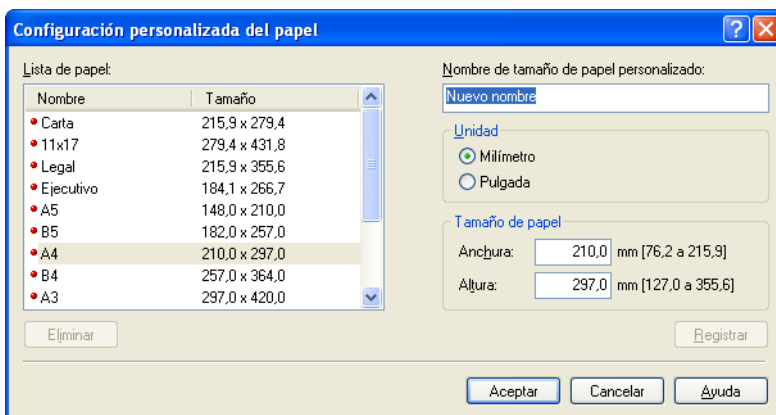 Configuración personalizada del papel
Lista de papel:
Nombre Tamaño
Carta 215,9 x 279,4
11x17 279,4 x 431,8
Legal 215,9 x 355,6
Ejecutivo 184,1 x 266,7
A5 148,0 x 210,0
B5 182,0 x 257,0
A4 210,0 x 297,0
B4 257,0 x 364,0
A3 297,0 x 420,0
Eliminar
Nombre de tamaño de papel personalizado:
Nuevo nombre
Unidad
Milímetro
Pulgada
Tamaño de papel
Anchura: 210,0 mm [76,2 a 215,9]
Altura: 297,0 mm [127,0 a 355,6]
Registrar
Aceptar Cancelar Ayuda